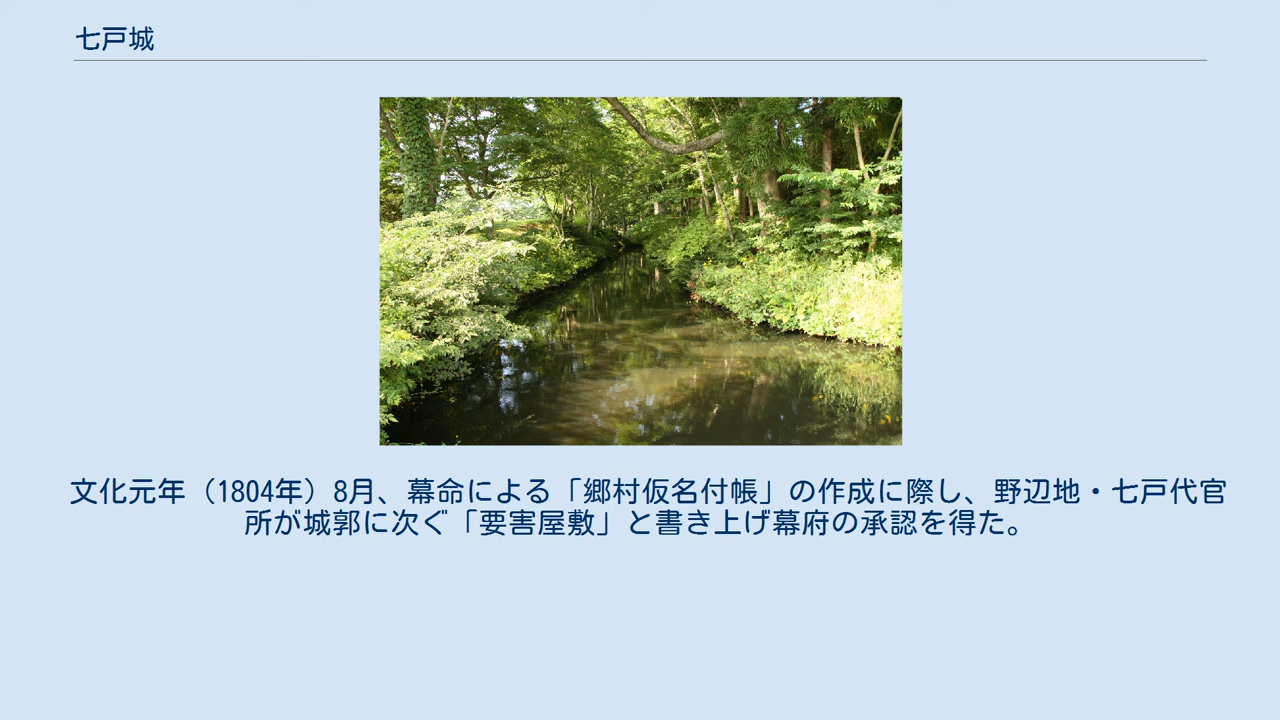 七戸城
文化元年（1804年）8月、幕命による「郷村仮名付帳」の作成に際し、野辺地・七戸代官
所が城郭に次ぐ「要害屋敷」と書き上げ幕府の承認を得た。